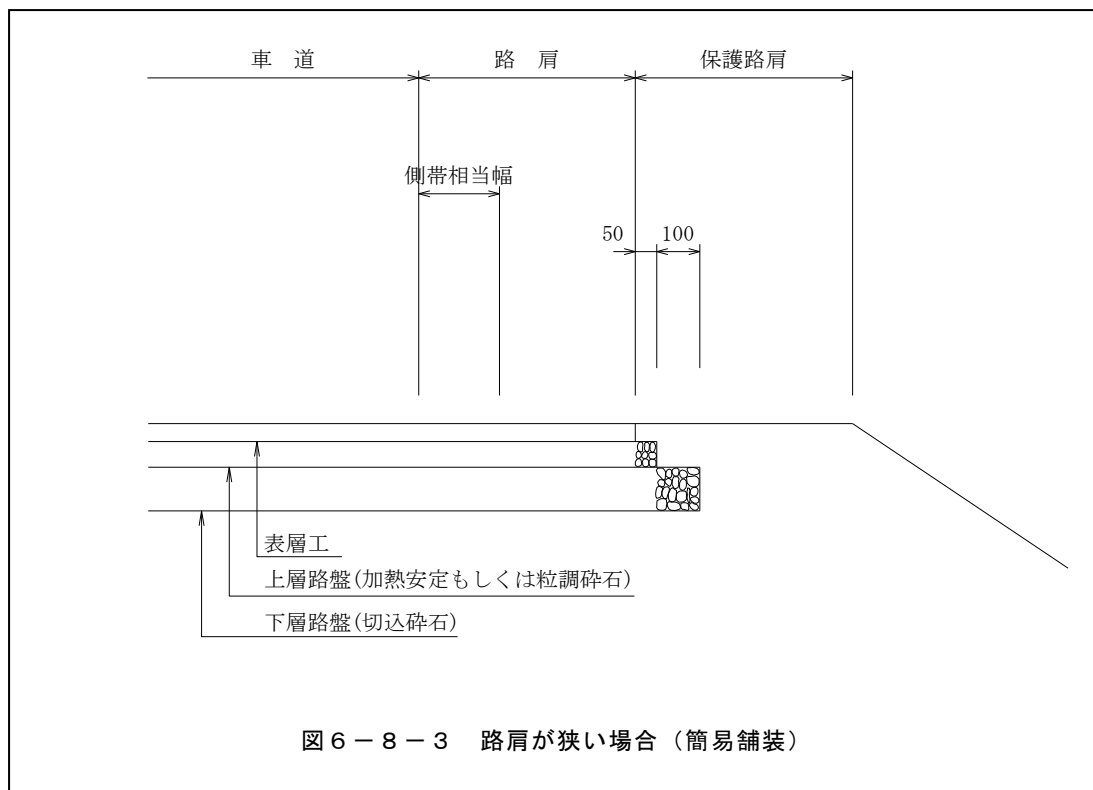 車　道　　路　肩　　保護路肩
側帯相当幅
50　100
表層工
上層路盤(加熱安定もしくは粒調砕石)
下層路盤(切込砕石)
図６－８－３　路肩が狭い場合（簡易舗装）